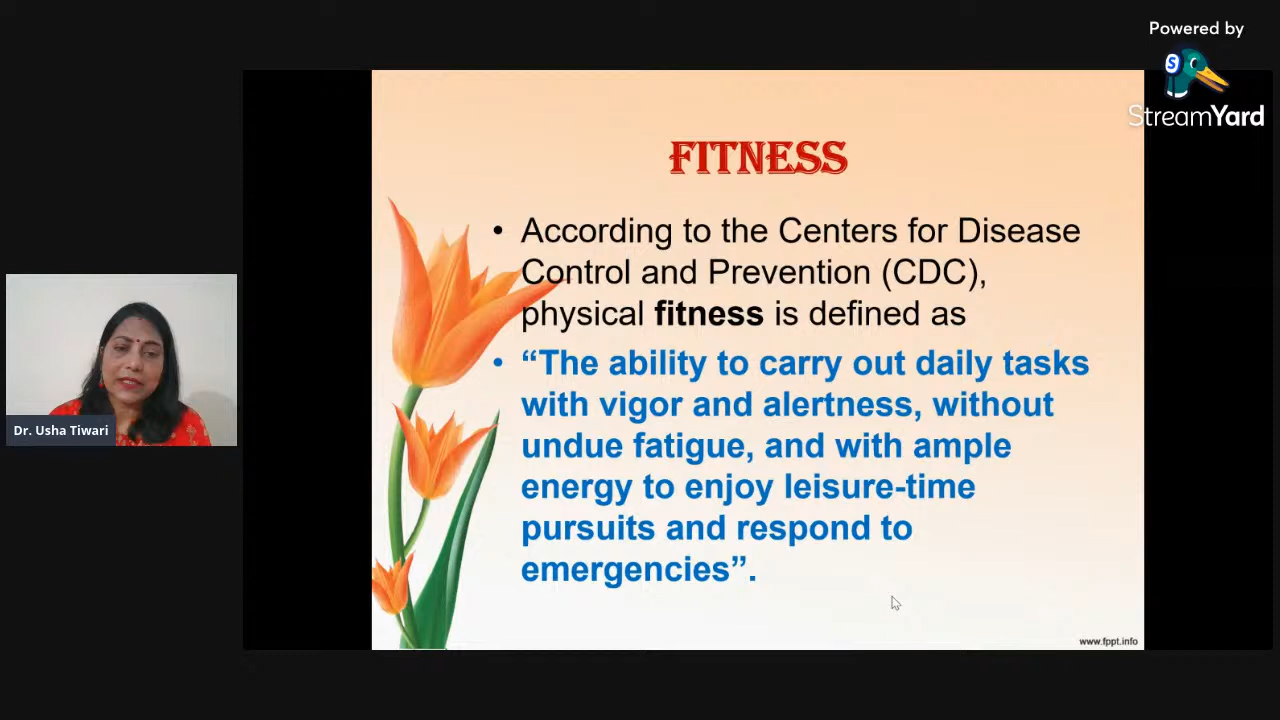 Powered by
StreamYard
FITNESS
• According to the Centers for Disease
Control and Prevention (CDC),
physical fitness is defined as
• “The ability to carry out daily tasks
with vigor and alertness, without
undue fatigue, and with ample
energy to enjoy leisure-time
pursuits and respond to
emergencies”.
Dr. Usha Tiwari
www.fppt.info